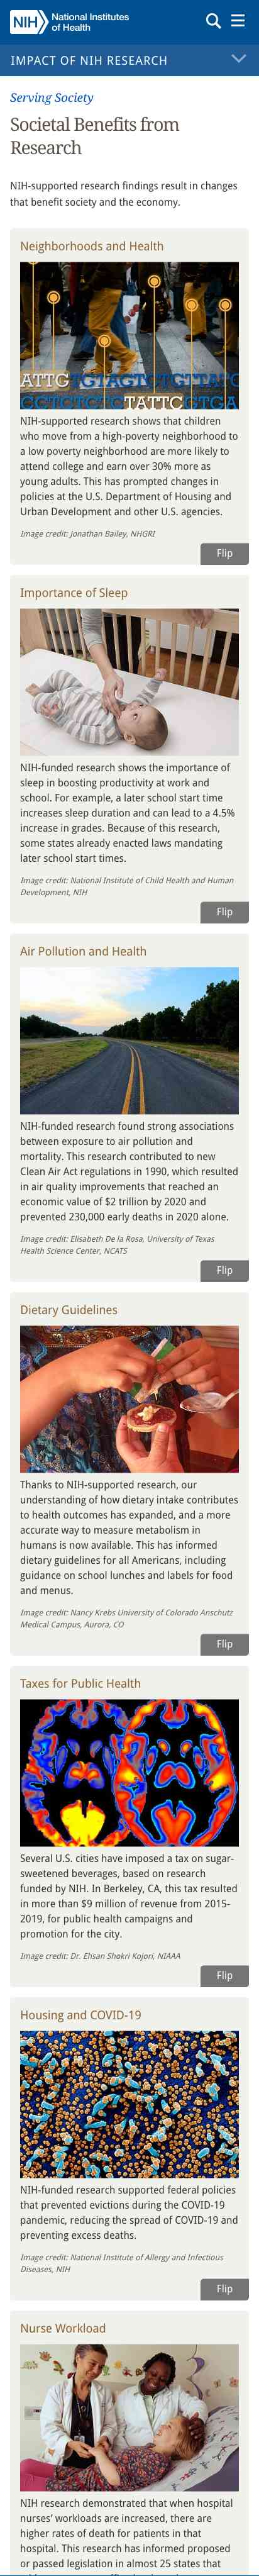 NIH National Institutes
of Health
IMPACT OF NIH RESEARCH
Serving Society
Societal Benefits from
Research
NIH-supported research findings result in changes
that benefit society and the economy.
Neighborhoods and Health
NIH-supported research shows that children
who move from a high-poverty neighborhood to
a low poverty neighborhood are more likely to
attend college and earn over 30% more as
young adults. This has prompted changes in
policies at the U.S. Department of Housing and
Urban Development and other U.S. agencies.
Image credit: Jonathan Bailey, NHGRI
Flip
Importance of Sleep
NIH-funded research shows the importance of
sleep in boosting productivity at work and
school. For example, a later school start time
increases sleep duration and can lead to a 4.5%
increase in grades. Because of this research,
some states already enacted laws mandating
later school start times.
Image credit: National Institute of Child Health and Human
Development, NIH
Flip
Air Pollution and Health
NIH-funded research found strong associations
between exposure to air pollution and
mortality. This research contributed to new
Clean Air Act regulations in 1990, which resulted
in air quality improvements that reached an
economic value of $2 trillion by 2020 and
prevented 230,000 early deaths in 2020 alone.
Image credit: Elisabeth De la Rosa, University of Texas
Health Science Center, NCATS
Flip
Dietary Guidelines
Thanks to NIH-supported research, our
understanding of how dietary intake contributes
to health outcomes has expanded, and a more
accurate way to measure metabolism in
humans is now available. This has informed
dietary guidelines for all Americans, including
guidance on school lunches and labels for food
and menus.
Image credit: Nancy Krebs University of Colorado Anschutz
Medical Campus, Aurora, CO
Flip
Taxes for Public Health
Several U.S. cities have imposed a tax on sugar-
sweetened beverages, based on research
funded by NIH. In Berkeley, CA, this tax resulted
in more than $9 million of revenue from 2015-
2019, for public health campaigns and
promotion for the city.
Image credit: Dr. Ehsan Shokri Kojori, NIAAA
Flip
Housing and COVID-19
NIH-funded research supported federal policies
that prevented evictions during the COVID-19
pandemic, reducing the spread of COVID-19 and
preventing excess deaths.
Image credit: National Institute of Allergy and Infectious
Diseases, NIH
Flip
Nurse Workload
NIH research demonstrated that when hospital
nurses' workloads are increased, there are
higher rates of death for patients in that
hospital. This research has informed proposed
or passed legislation in almost 25 states that